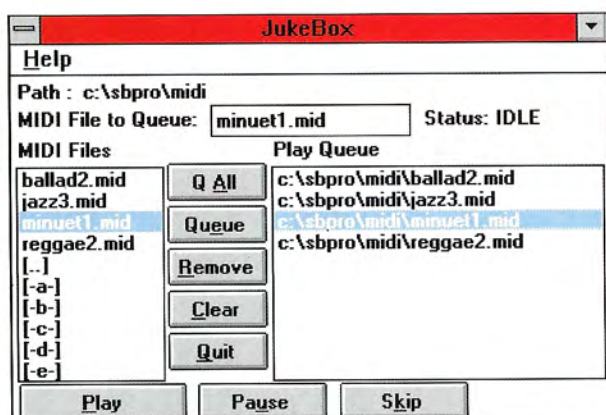 JukeBox
Help
Path : c:\sbpro\midi
MIDI File to Queue: minuet1.mid Status: IDLE
MIDI Files
ballad2.mid
jazz3.mid
minuet1.mid
reggae2.mid
[..]
[-a-]
[-b-]
[-c-]
[-d-]
[-e-]
Q All
Queue
Remove
Clear
Quit
Play Queue
c:\sbpro\midi\ballad2.mid
c:\sbpro\midi\jazz3.mid
c:\sbpro\midi\minuet1.mid
c:\sbpro\midi\reggae2.mid
Play Pause Skip